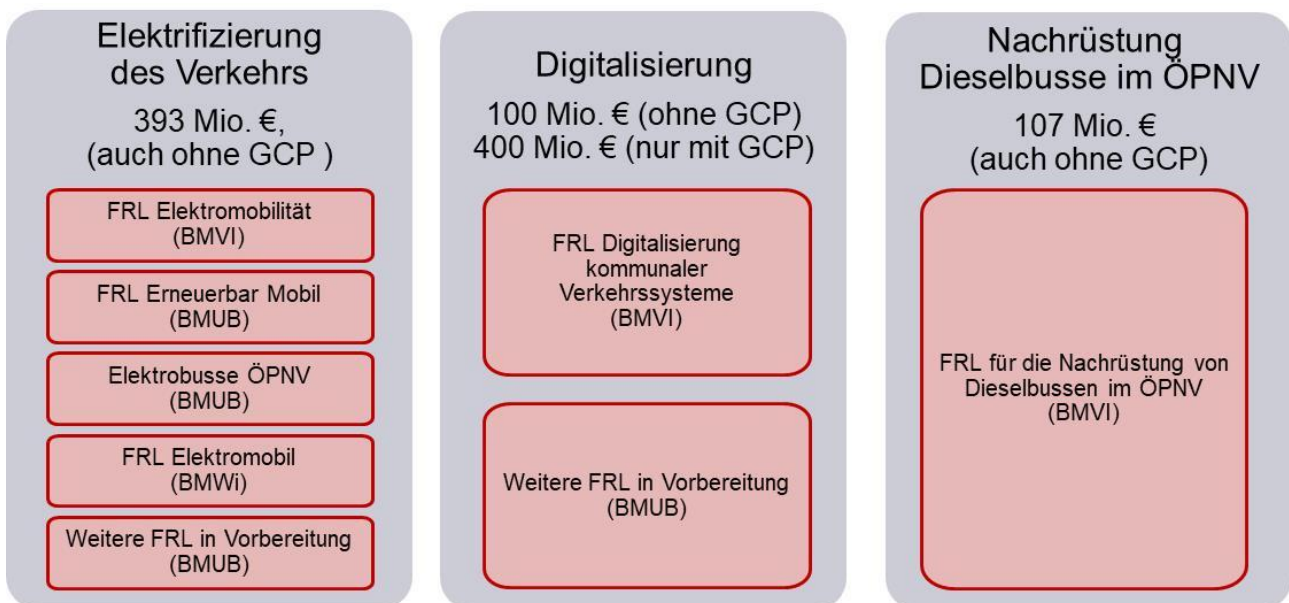 Elektrifizierung
des Verkehrs
393 Mio. €,
(auch ohne GCP )
FRL Elektromobilität
(BMVI)
FRL Erneuerbar Mobil
(BMUB)
Elektrobusse ÖPNV
(BMUB)
FRL Elektromobil
(BMWi)
Weitere FRL in Vorbereitung
(BMUB)
Digitalisierung
100 Mio. € (ohne GCP)
400 Mio. € (nur mit GCP)
FRL Digitalisierung
kommunaler
Verkehrssysteme
(BMVI)
Weitere FRL in Vorbereitung
(BMUB)
Nachrüstung
Dieselbusse im ÖPNV
107 Mio. €
(auch ohne GCP)
FRL für die Nachrüstung von
Dieselbussen im ÖPNV
(BMVI)